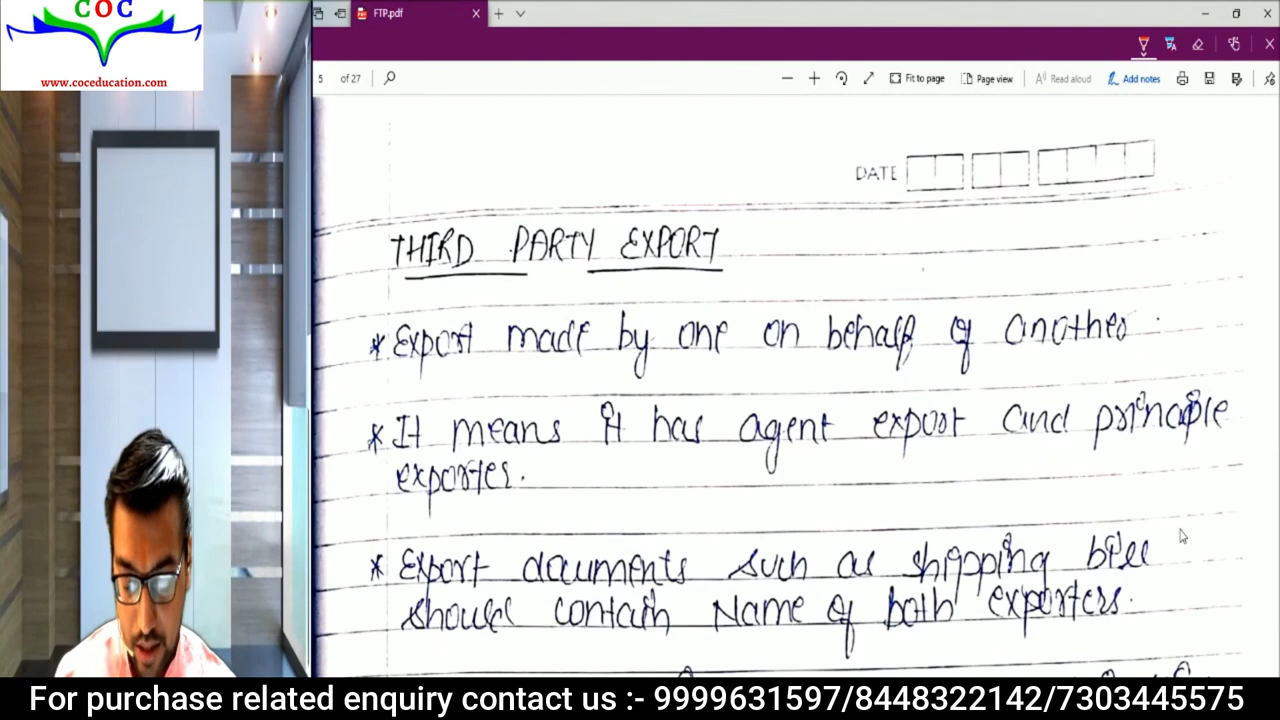 COC
www.coceducation.com
FTP.pdf
5 of 27
Fit to page
Page view
Read aloud
Add notes
DATE
THIRD PARTY EXPORT
* Export made by one on behalf of another.
* It means it has agent export and principle
exporter.
* Export documents such as shipping bill
should contain Name of both exporters.
For purchase related enquiry contact us :- 9999631597/8448322142/7303445575